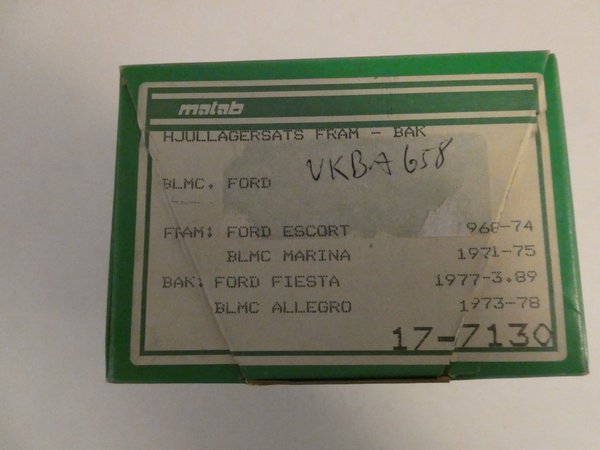 matab
HJULLAGERSATS FRAM - BAK
VKBA 658
BLMC. FORD
FRAM: FORD ESCORT 968-74
BLMC MARINA 1971-75
BAK: FORD FIESTA 1977-3.89
BLMC ALLEGRO 1973-78
17-7130